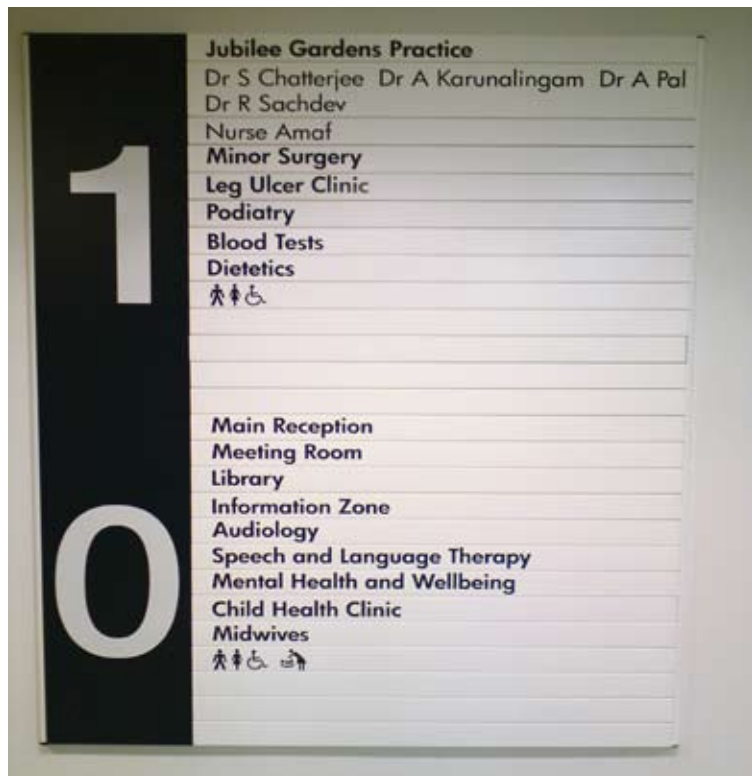 1
Jubilee Gardens Practice
Dr S Chatterjee Dr A Karunalingam Dr A Pal
Dr R Sachdev
Nurse Amaf
Minor Surgery
Leg Ulcer Clinic
Podiatry
Blood Tests
Dietetics
0
Main Reception
Meeting Room
Library
Information Zone
Audiology
Speech and Language Therapy
Mental Health and Wellbeing
Child Health Clinic
Midwives